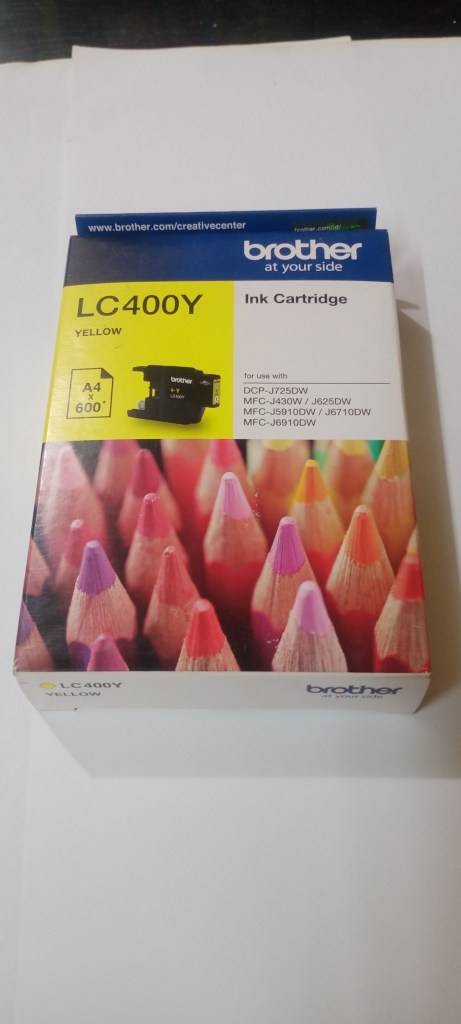 www.brother.com/creativecenter
brother
at your side
LC400Y
YELLOW
Ink Cartridge
A4
x
600*
brother
Y
LC400Y
for use with
DCP-J725DW
MFC-J430W / J625DW
MFC-J5910DW / J6710DW
MFC-J6910DW
LC400Y
YELLOW
brother
at your side